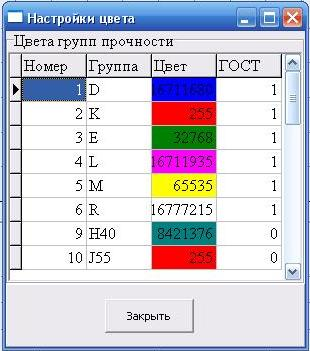 Настройки цвета
Цвета групп прочности
Номер Группа Цвет ГОСТ
1 D 16711680 1
2 K 255 1
3 E 32768 1
4 L 16711935 1
5 M 65535 1
6 R 16777215 1
9 H40 8421376 0
10 J55 255 0
Закрыть